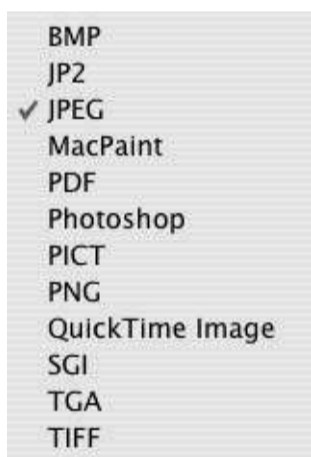 BMP
JP2
✓ JPEG
MacPaint
PDF
Photoshop
PICT
PNG
QuickTime Image
SGI
TGA
TIFF